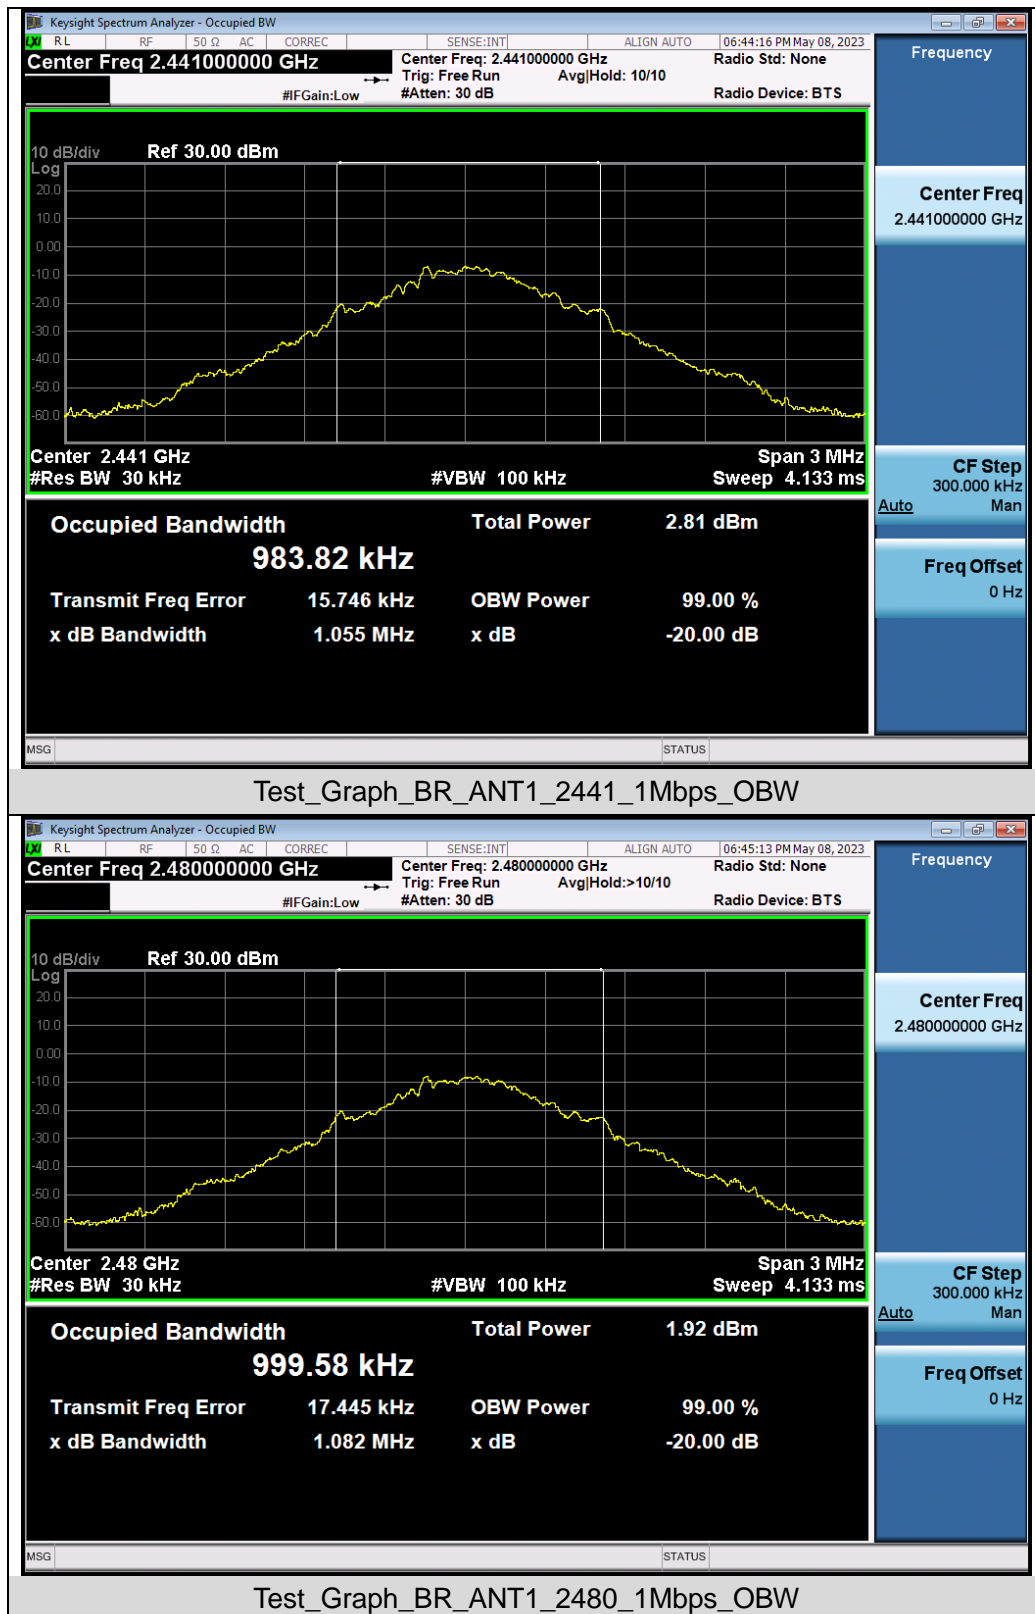 Keysight Spectrum Analyzer - Occupied BW
LXI RL RF 50 Ω AC CORREC SENSE:INT ALIGN AUTO 06:44:16 PM May 08, 2023
Center Freq 2.441000000 GHz
Center Freq: 2.441000000 GHz Radio Std: None
Trig: Free Run Avg|Hold: 10/10
#IFGain:Low #Atten: 30 dB Radio Device: BTS
Frequency
10 dB/div Ref 30.00 dBm
Log
20.0
10.0
0.00
-10.0
-20.0
-30.0
-40.0
-50.0
-60.0
Center 2.441 GHz Span 3 MHz
#Res BW 30 kHz #VBW 100 kHz Sweep 4.133 ms
Center Freq
2.441000000 GHz
CF Step
300.000 kHz
Auto Man
Freq Offset
0 Hz
Occupied Bandwidth Total Power 2.81 dBm
983.82 kHz
Transmit Freq Error 15.746 kHz OBW Power 99.00 %
x dB Bandwidth 1.055 MHz x dB -20.00 dB
MSG STATUS
Test_Graph_BR_ANT1_2441_1Mbps_OBW
Keysight Spectrum Analyzer - Occupied BW
LXI RL RF 50 Ω AC CORREC SENSE:INT ALIGN AUTO 06:45:13 PM May 08, 2023
Center Freq 2.480000000 GHz
Center Freq: 2.480000000 GHz Radio Std: None
Trig: Free Run Avg|Hold:>10/10
#IFGain:Low #Atten: 30 dB Radio Device: BTS
Frequency
10 dB/div Ref 30.00 dBm
Log
20.0
10.0
0.00
-10.0
-20.0
-30.0
-40.0
-50.0
-60.0
Center 2.48 GHz Span 3 MHz
#Res BW 30 kHz #VBW 100 kHz Sweep 4.133 ms
Center Freq
2.480000000 GHz
CF Step
300.000 kHz
Auto Man
Freq Offset
0 Hz
Occupied Bandwidth Total Power 1.92 dBm
999.58 kHz
Transmit Freq Error 17.445 kHz OBW Power 99.00 %
x dB Bandwidth 1.082 MHz x dB -20.00 dB
MSG STATUS
Test_Graph_BR_ANT1_2480_1Mbps_OBW